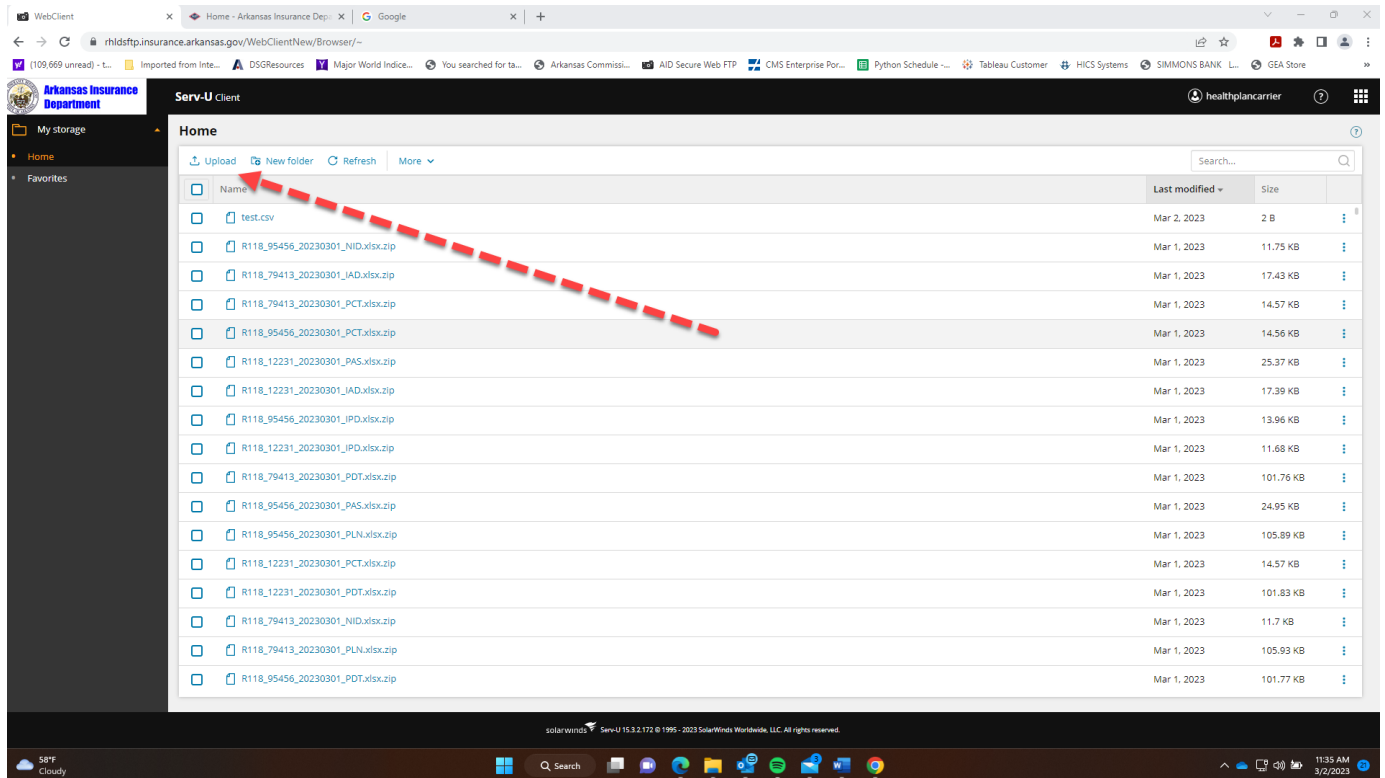 WebClient
Home - Arkansas Insurance Depa
Google
rhldsftp.insurance.arkansas.gov/WebClientNew/Browser/~
(109,669 unread) - t...
Imported from Inte...
DSGResources
Major World Indice...
You searched for ta...
Arkansas Commissi...
AID Secure Web FTP
CMS Enterprise Por...
Python Schedule -...
Tableau Customer
HICS Systems
SIMMONS BANK L...
GEA Store
»
Arkansas Insurance
Department
Serv-U Client
healthplancarrier
My storage
Home
Home
Favorites
Upload New folder Refresh More
Search...
Name Last modified Size
test.csv Mar 2, 2023 2 B
R118_95456_20230301_NID.xlsx.zip Mar 1, 2023 11.75 KB
R118_79413_20230301_IAD.xlsx.zip Mar 1, 2023 17.43 KB
R118_79413_20230301_PCT.xlsx.zip Mar 1, 2023 14.57 KB
R118_95456_20230301_PCT.xlsx.zip Mar 1, 2023 14.56 KB
R118_12231_20230301_PAS.xlsx.zip Mar 1, 2023 25.37 KB
R118_12231_20230301_IAD.xlsx.zip Mar 1, 2023 17.39 KB
R118_95456_20230301_IPD.xlsx.zip Mar 1, 2023 13.96 KB
R118_12231_20230301_IPD.xlsx.zip Mar 1, 2023 11.68 KB
R118_79413_20230301_PDT.xlsx.zip Mar 1, 2023 101.76 KB
R118_95456_20230301_PAS.xlsx.zip Mar 1, 2023 24.95 KB
R118_95456_20230301_PLN.xlsx.zip Mar 1, 2023 105.89 KB
R118_12231_20230301_PCT.xlsx.zip Mar 1, 2023 14.57 KB
R118_12231_20230301_PDT.xlsx.zip Mar 1, 2023 101.83 KB
R118_79413_20230301_NID.xlsx.zip Mar 1, 2023 11.7 KB
R118_79413_20230301_PLN.xlsx.zip Mar 1, 2023 105.93 KB
R118_95456_20230301_PDT.xlsx.zip Mar 1, 2023 101.77 KB
solarwinds Serv-U 15.3.2.172 © 1995 - 2023 SolarWinds Worldwide, LLC. All rights reserved.
58°F
Cloudy
Search
11:35 AM
3/2/2023